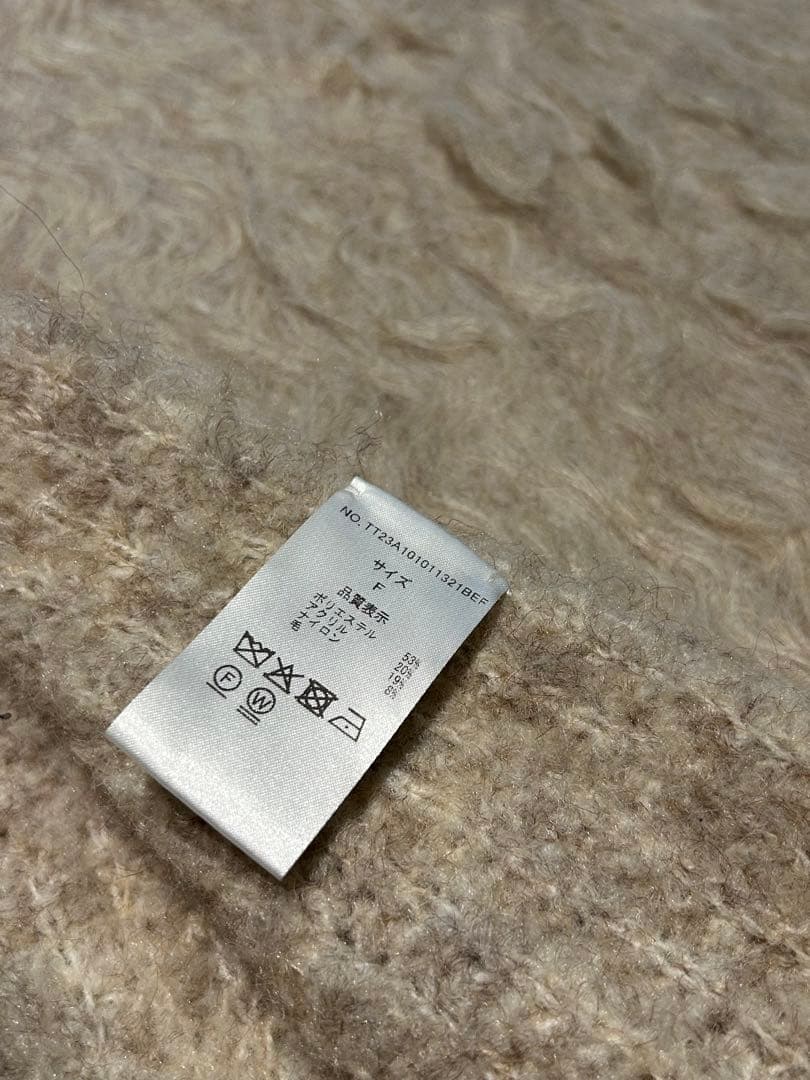 NO. TT23A101011321BEF
サイズ
F
品質表示
ポリエステル 53%
アクリル 20%
ナイロン 19%
毛 8%
F W